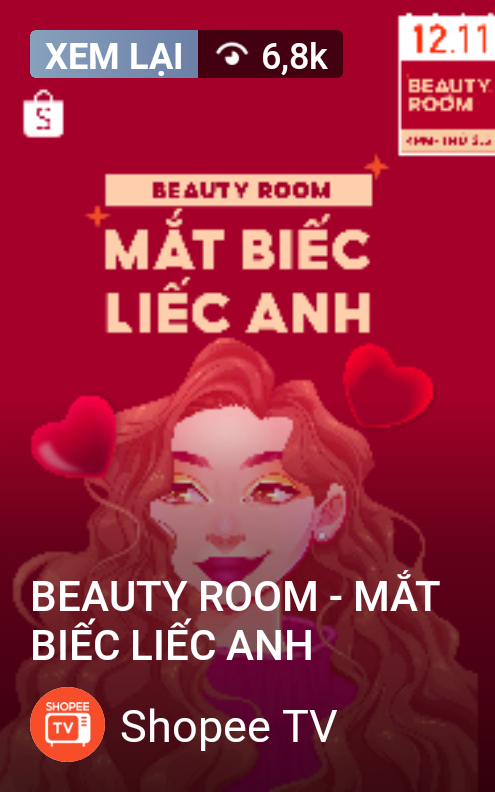 XEM LẠI 6,8k
12.11
BEAUTY
ROOM
BEAUTY ROOM
MẮT BIẾC
LIẾC ANH
BEAUTY ROOM - MẮT
BIẾC LIẾC ANH
SHOPEE
TV
Shopee TV